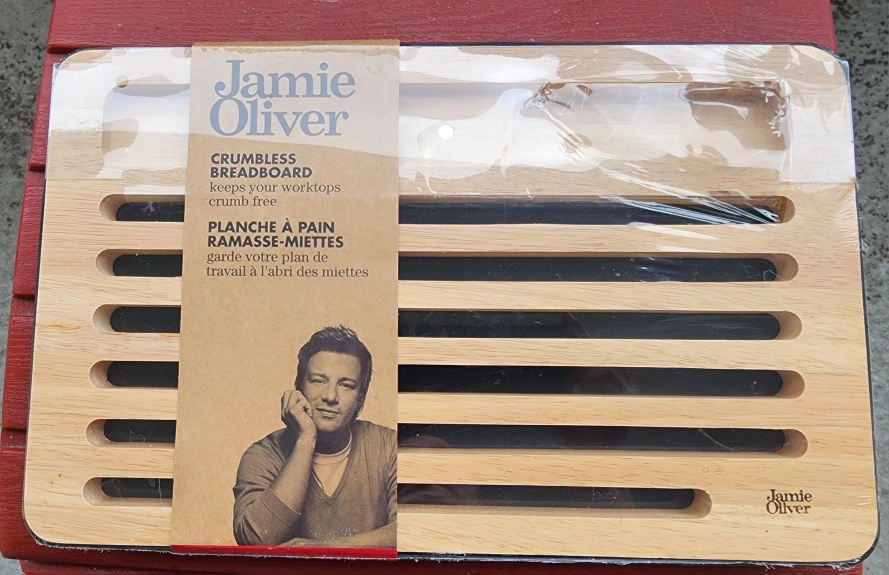 Jamie
Oliver
CRUMBLESS
BREADBOARD
keeps your worktops
crumb free
PLANCHE À PAIN
RAMASSE-MIETTES
garde votre plan de
travail à l'abri des miettes
Jamie
Oliver